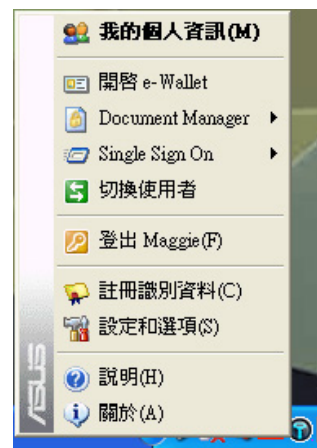 我的個人資訊(M)
開啓 e-Wallet
Document Manager
Single Sign On
切換使用者
登出 Maggie(F)
註冊識別資料(C)
設定和選項(S)
說明(H)
關於(A)
ASUS